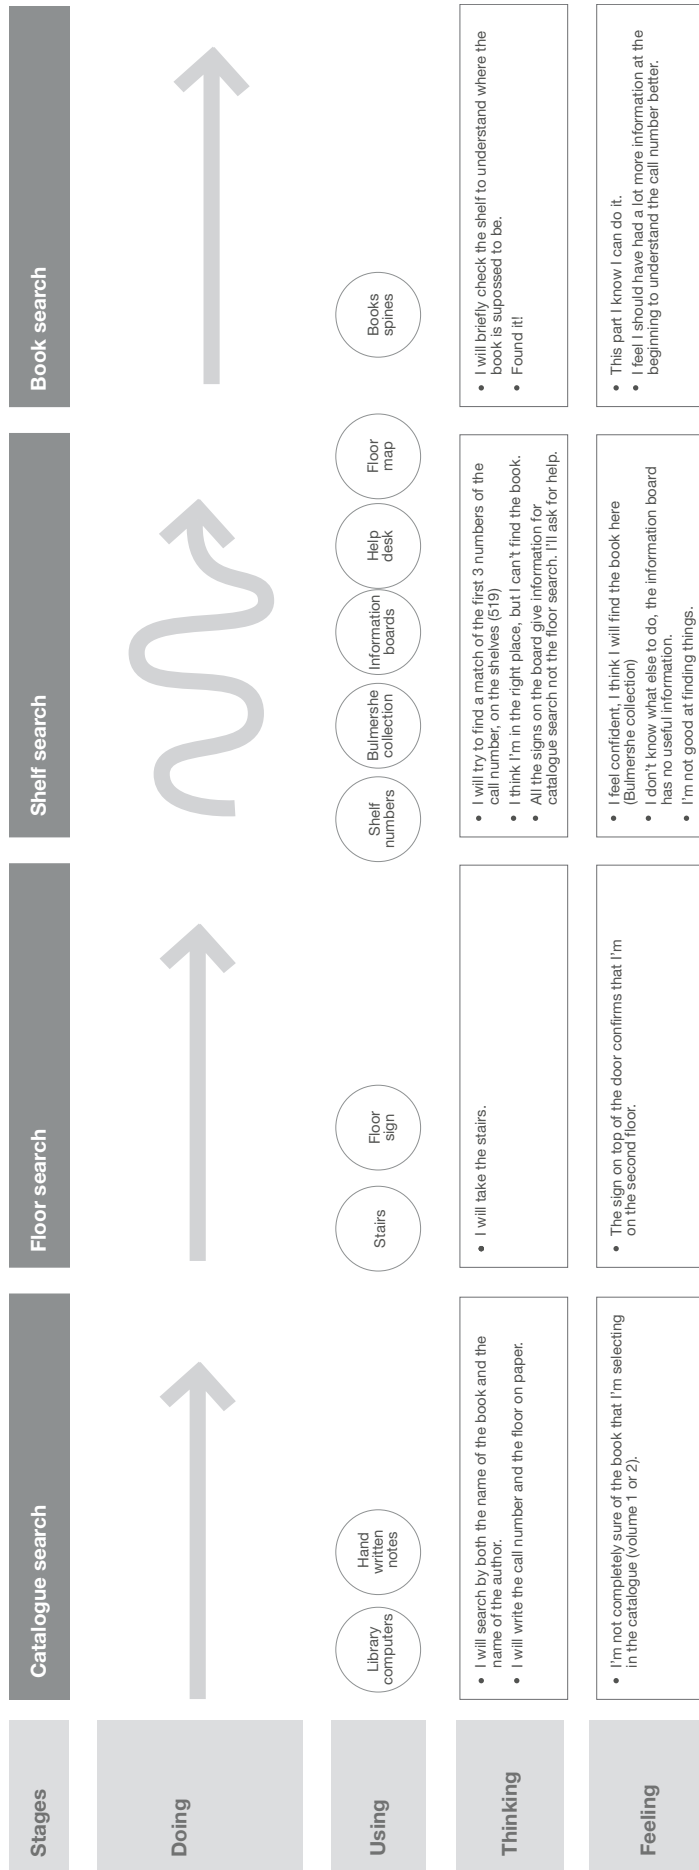 Stages
Catalogue search
Floor search
Shelf search
Book search
Doing
Using
Library
computers
Hand
written
notes
Stairs
Floor
sign
Shelf
numbers
Bulmershe
collection
Information
boards
Help
desk
Floor
map
Books
spines
Thinking
• I will search by both the name of the book and the
name of the author.
• I will write the call number and the floor on paper.
• I will take the stairs.
• I will try to find a match of the first 3 numbers of the
call number, on the shelves (519)
• I think I'm in the right place, but I can't find the book.
• All the signs on the board give information for
catalogue search not the floor search. I'll ask for help.
• I will briefly check the shelf to understand where the
book is supossed to be.
• Found it!
Feeling
• I'm not completely sure of the book that I'm selecting
in the catalogue (volume 1 or 2).
• The sign on top of the door confirms that I'm
on the second floor.
• I feel confident, I think I will find the book here
(Bulmershe collection)
• I don't know what else to do, the information board
has no useful information.
• I'm not good at finding things.
• This part I know I can do it.
• I feel I should have had a lot more information at the
beginning to understand the call number better.